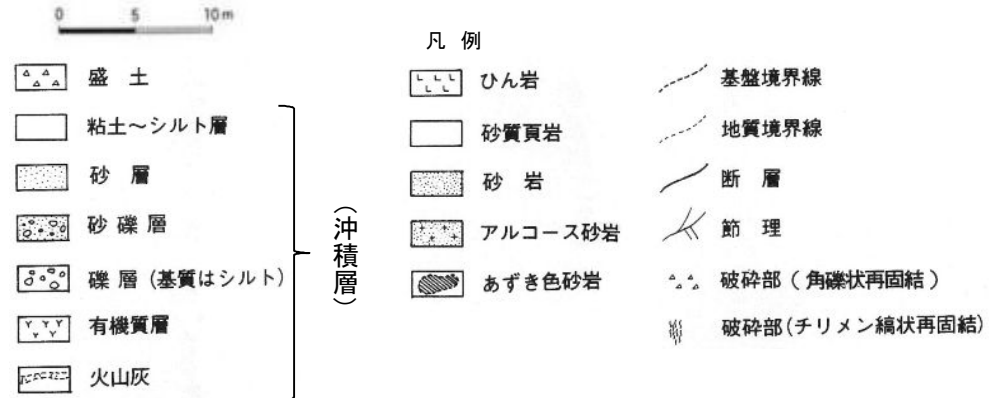 0 5 10m
凡 例
盛 土
粘土～シルト層
砂 層
砂 礫 層
礫 層 (基質はシルト)
有機質層
火山灰
（沖積層）
ひん岩
砂質頁岩
砂 岩
アルコース砂岩
あずき色砂岩
基盤境界線
地質境界線
断 層
節 理
破砕部 ( 角礫状再固結 )
破砕部 (チリメン縞状再固結)